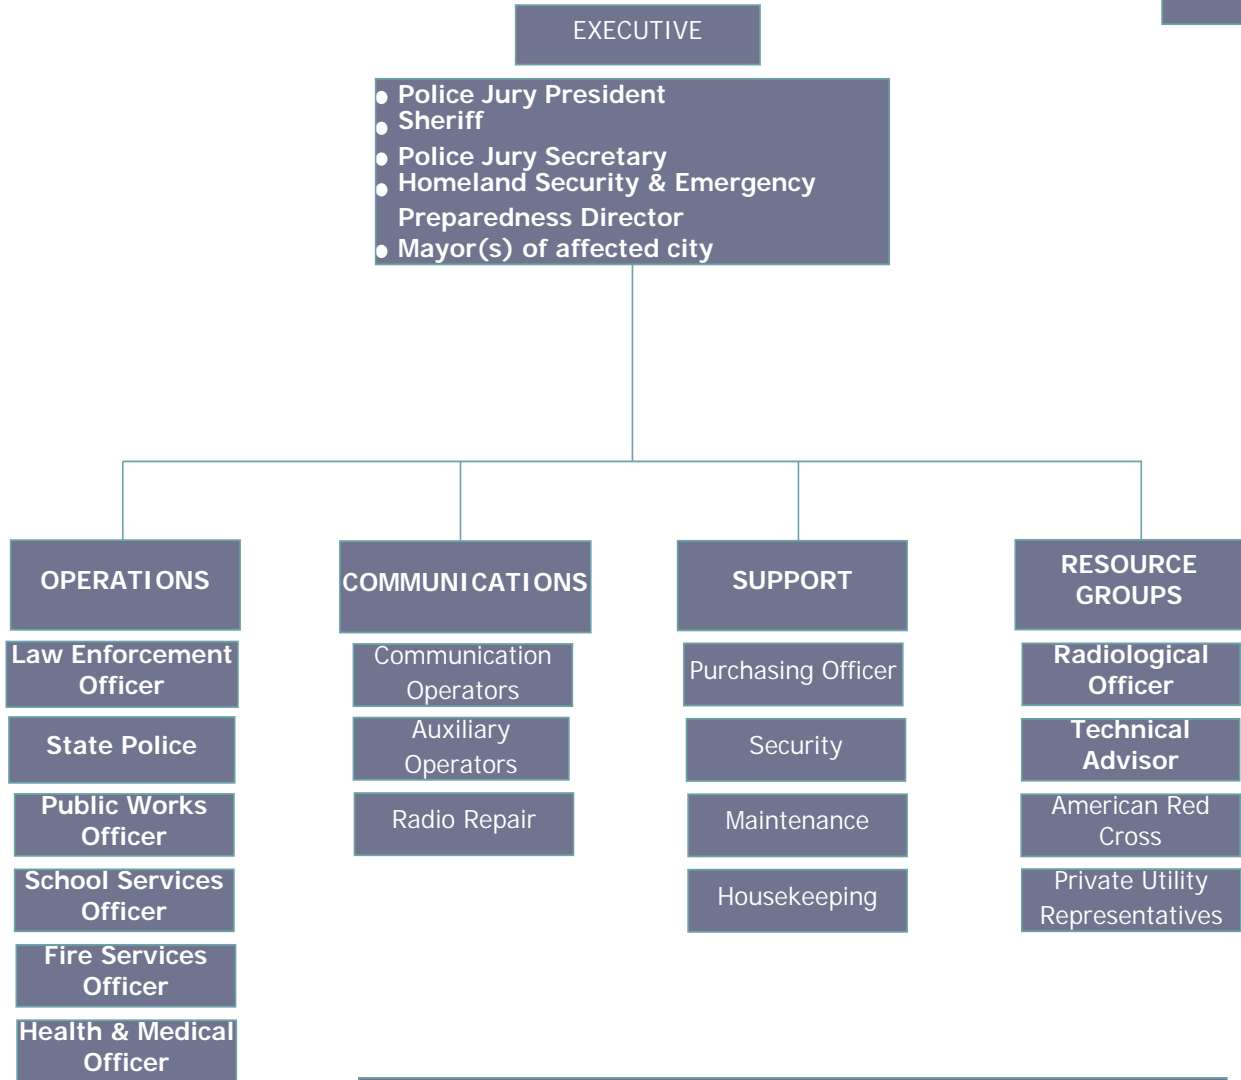 EXECUTIVE
● Police Jury President
● Sheriff
● Police Jury Secretary
● Homeland Security & Emergency
Preparedness Director
● Mayor(s) of affected city
OPERATIONS
Law Enforcement
Officer
State Police
Public Works
Officer
School Services
Officer
Fire Services
Officer
Health & Medical
Officer
COMMUNICATIONS
Communication
Operators
Auxiliary
Operators
Radio Repair
SUPPORT
Purchasing Officer
Security
Maintenance
Housekeeping
RESOURCE
GROUPS
Radiological
Officer
Technical
Advisor
American Red
Cross
Private Utility
Representatives